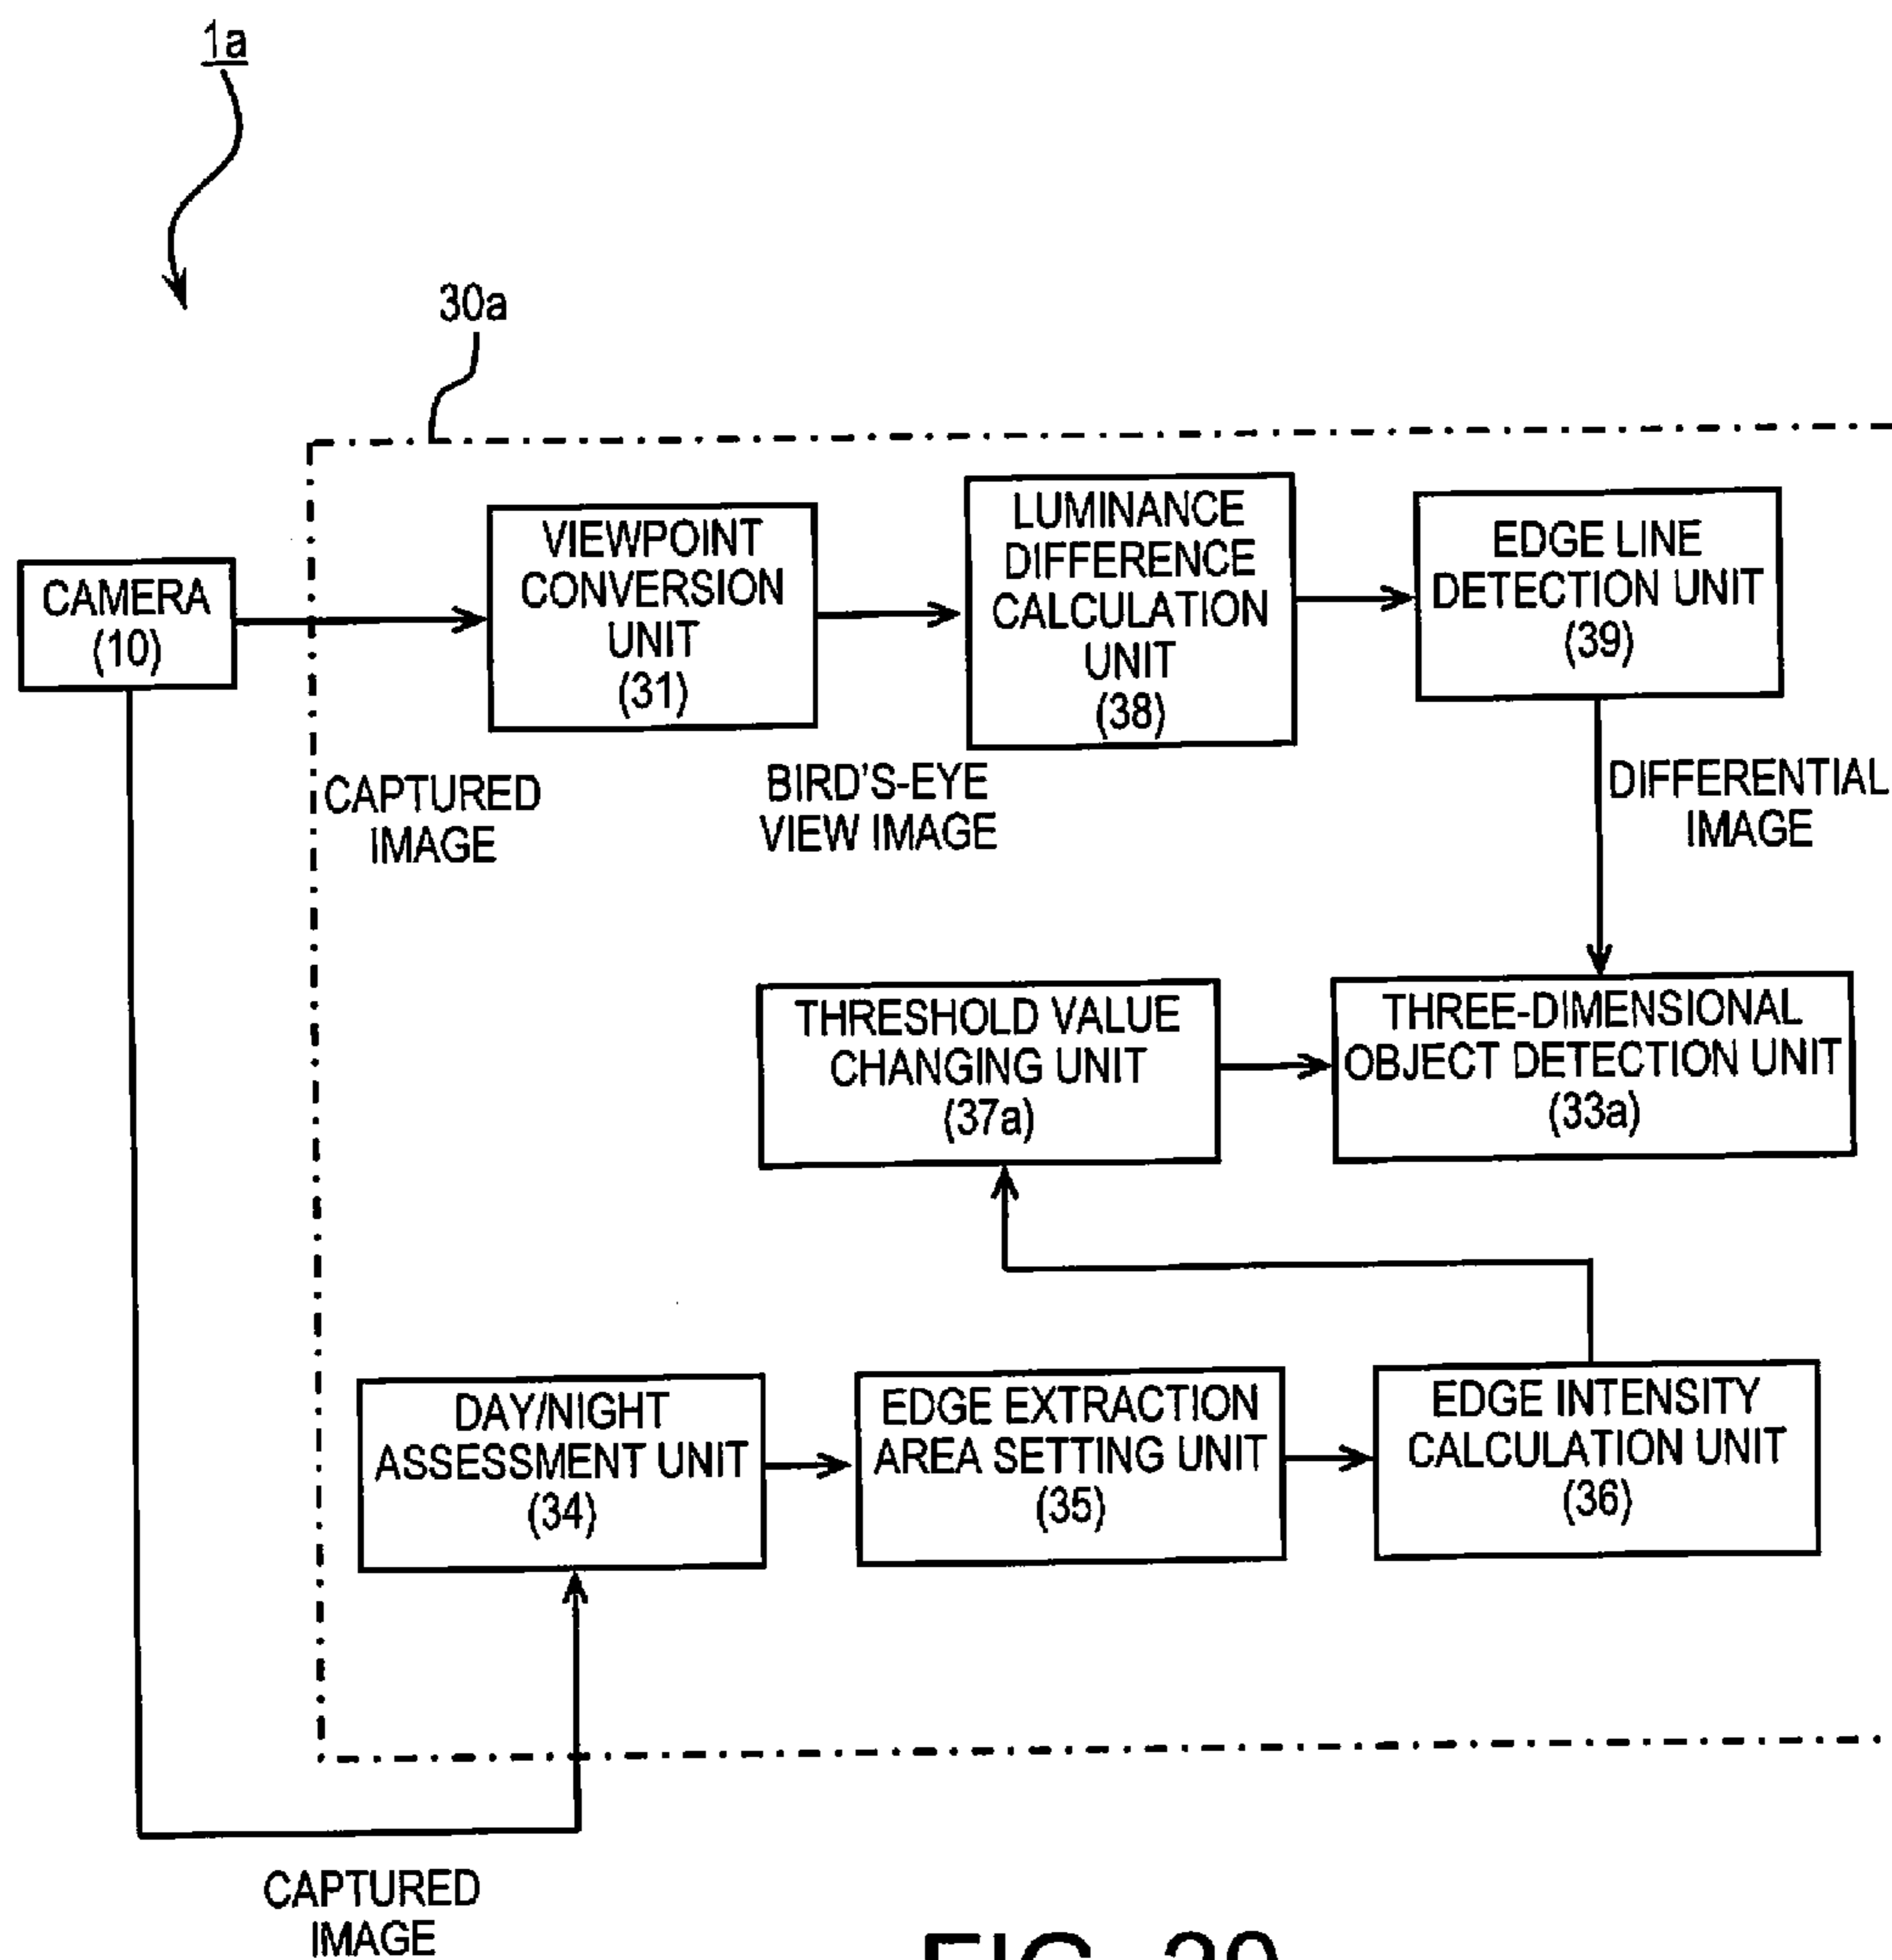 1a
30a
CAMERA
(10)
VIEWPOINT
CONVERSION
UNIT
(31)
LUMINANCE
DIFFERENCE
CALCULATION
UNIT
(38)
EDGE LINE
DETECTION UNIT
(39)
CAPTURED
IMAGE
BIRD'S-EYE
VIEW IMAGE
DIFFERENTIAL
IMAGE
THRESHOLD VALUE
CHANGING UNIT
(37a)
THREE-DIMENSIONAL
OBJECT DETECTION UNIT
(33a)
DAY/NIGHT
ASSESSMENT UNIT
(34)
EDGE EXTRACTION
AREA SETTING UNIT
(35)
EDGE INTENSITY
CALCULATION UNIT
(36)
CAPTURED
IMAGE
FIG.